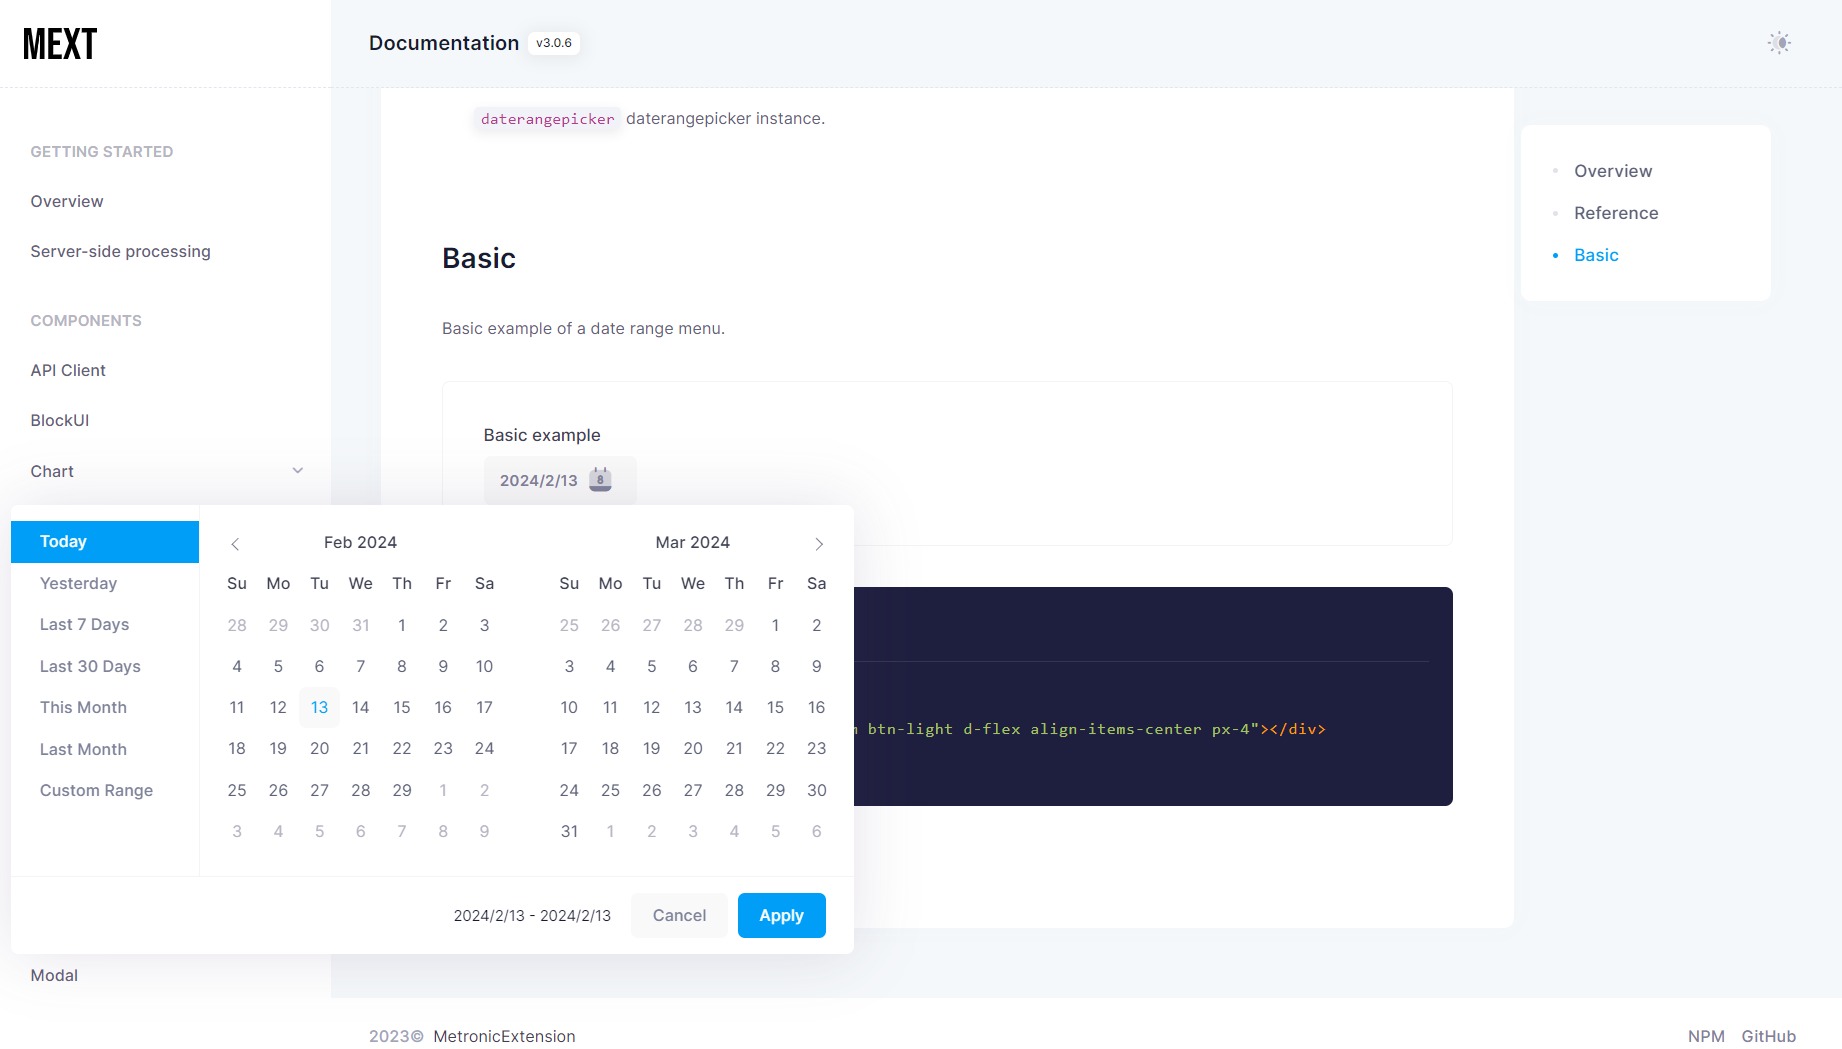 MEXT
Documentation v3.0.6
GETTING STARTED
Overview
Server-side processing
COMPONENTS
API Client
BlockUI
Chart
Modal
daterangepicker daterangepicker instance.
Basic
Basic example of a date range menu.
Basic example
2024/2/13 8
Today
Yesterday
Last 7 Days
Last 30 Days
This Month
Last Month
Custom Range
Feb 2024
Su Mo Tu We Th Fr Sa
28 29 30 31 1 2 3
4 5 6 7 8 9 10
11 12 13 14 15 16 17
18 19 20 21 22 23 24
25 26 27 28 29 1 2
3 4 5 6 7 8 9
Mar 2024
Su Mo Tu We Th Fr Sa
25 26 27 28 29 1 2
3 4 5 6 7 8 9
10 11 12 13 14 15 16
17 18 19 20 21 22 23
24 25 26 27 28 29 30
31 1 2 3 4 5 6
2024/2/13 - 2024/2/13
Cancel
Apply
btn-light d-flex align-items-center px-4"></div>
Overview
Reference
Basic
2023© MetronicExtension
NPM GitHub